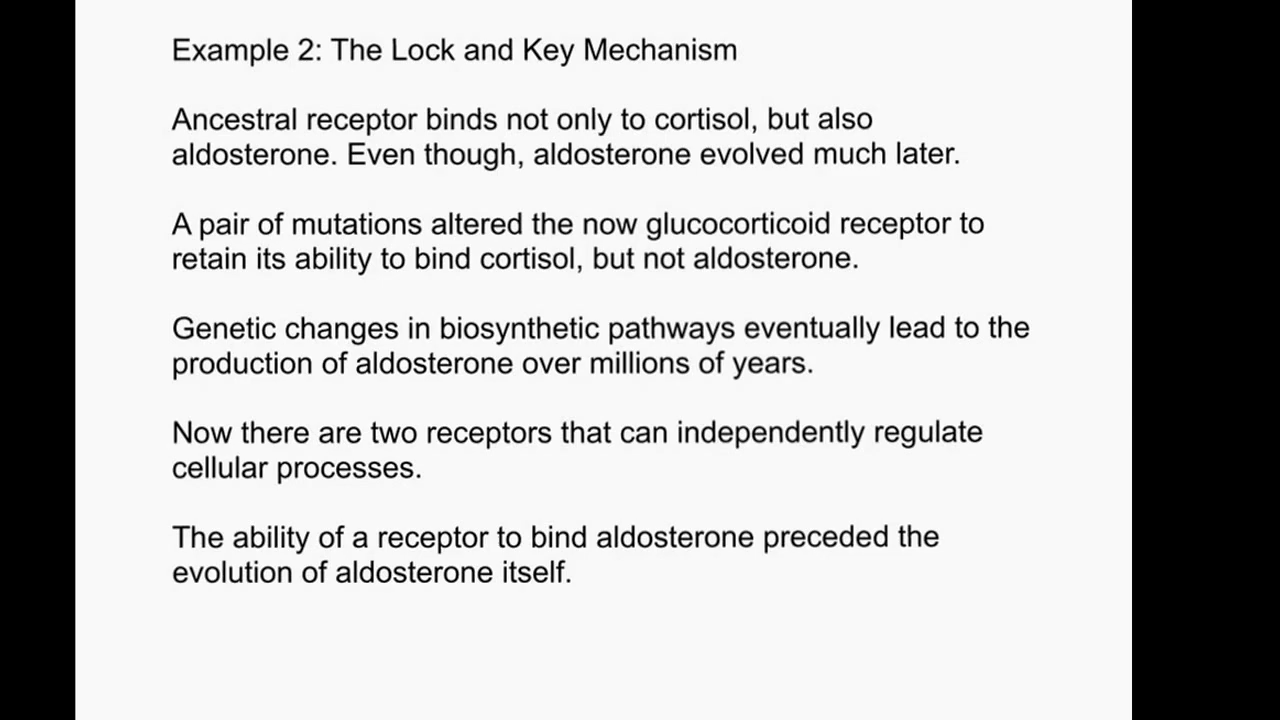 Example 2: The Lock and Key Mechanism
Ancestral receptor binds not only to cortisol, but also
aldosterone. Even though, aldosterone evolved much later.
A pair of mutations altered the now glucocorticoid receptor to
retain its ability to bind cortisol, but not aldosterone.
Genetic changes in biosynthetic pathways eventually lead to the
production of aldosterone over millions of years.
Now there are two receptors that can independently regulate
cellular processes.
The ability of a receptor to bind aldosterone preceded the
evolution of aldosterone itself.